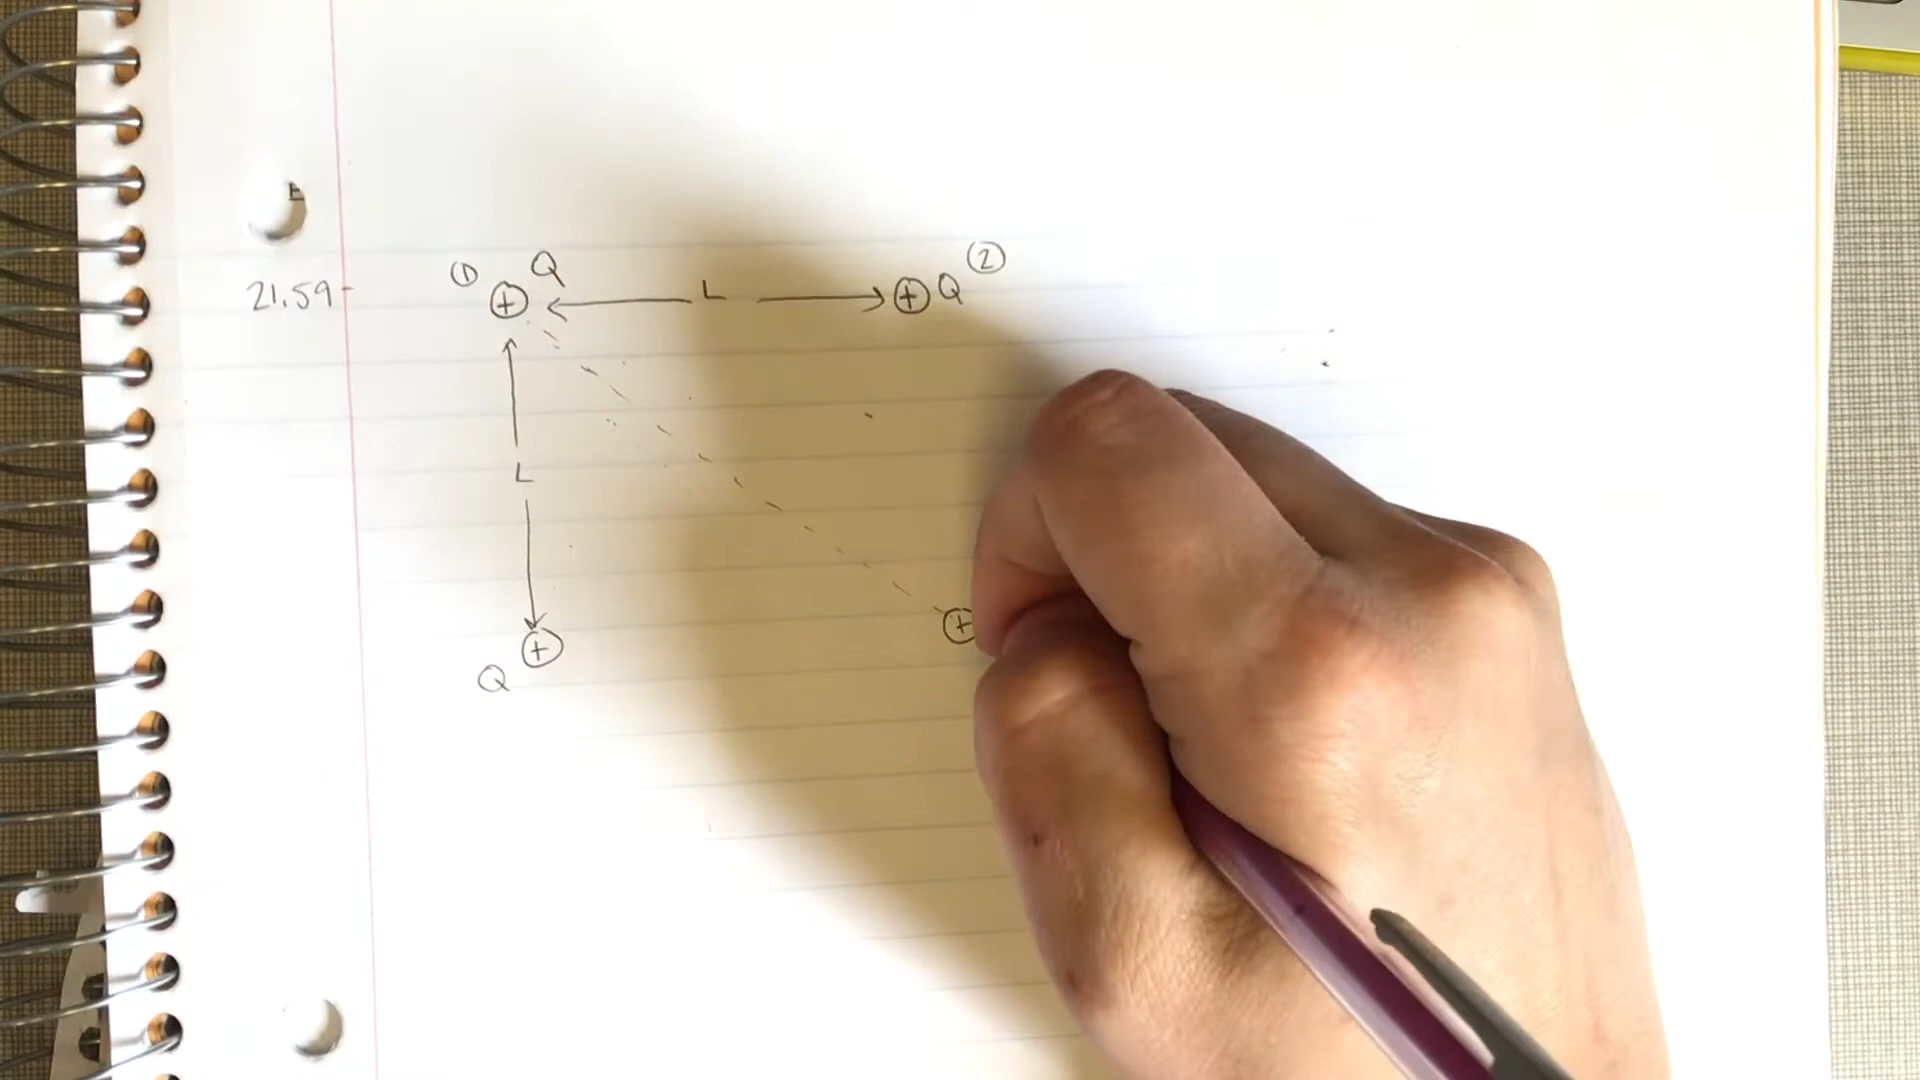 ① Q ②
21.59 + L + Q
L
+
+
Q